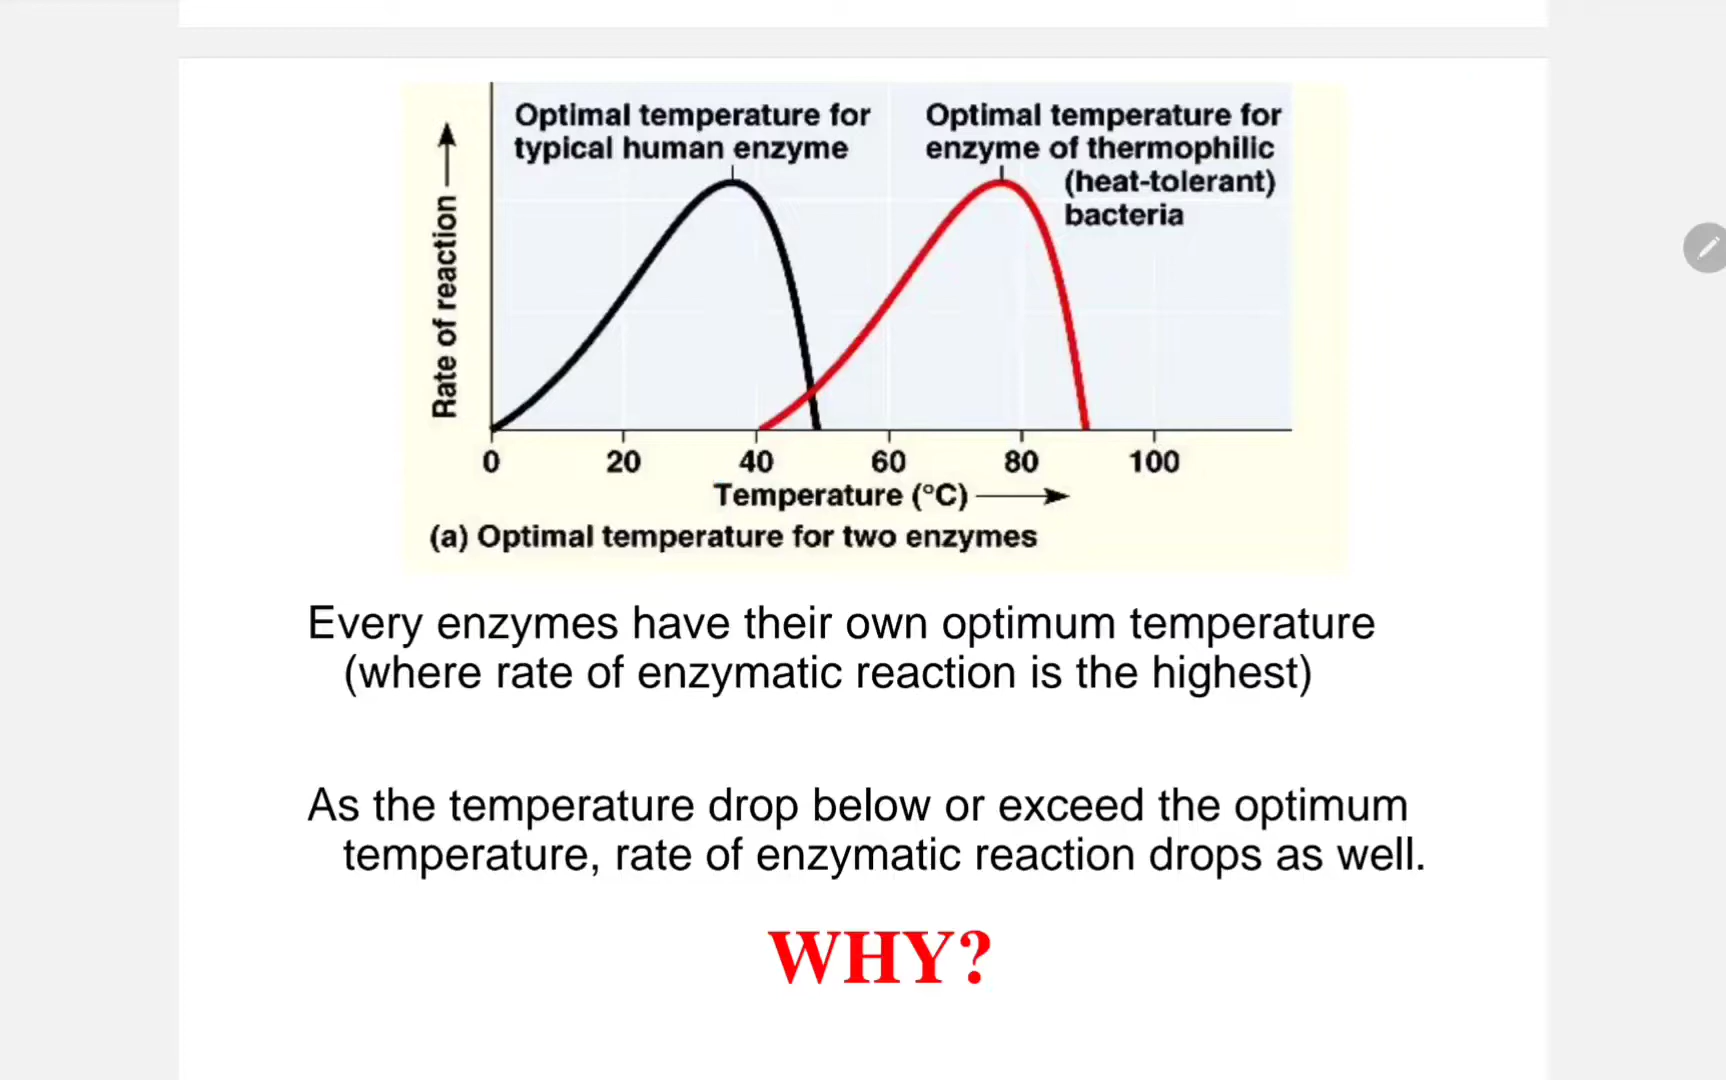 Optimal temperature for
typical human enzyme
Optimal temperature for
enzyme of thermophilic
(heat-tolerant)
bacteria
Rate of reaction
0 20 40 60 80 100
Temperature (°C)
(a) Optimal temperature for two enzymes
Every enzymes have their own optimum temperature
(where rate of enzymatic reaction is the highest)
As the temperature drop below or exceed the optimum
temperature, rate of enzymatic reaction drops as well.
WHY?